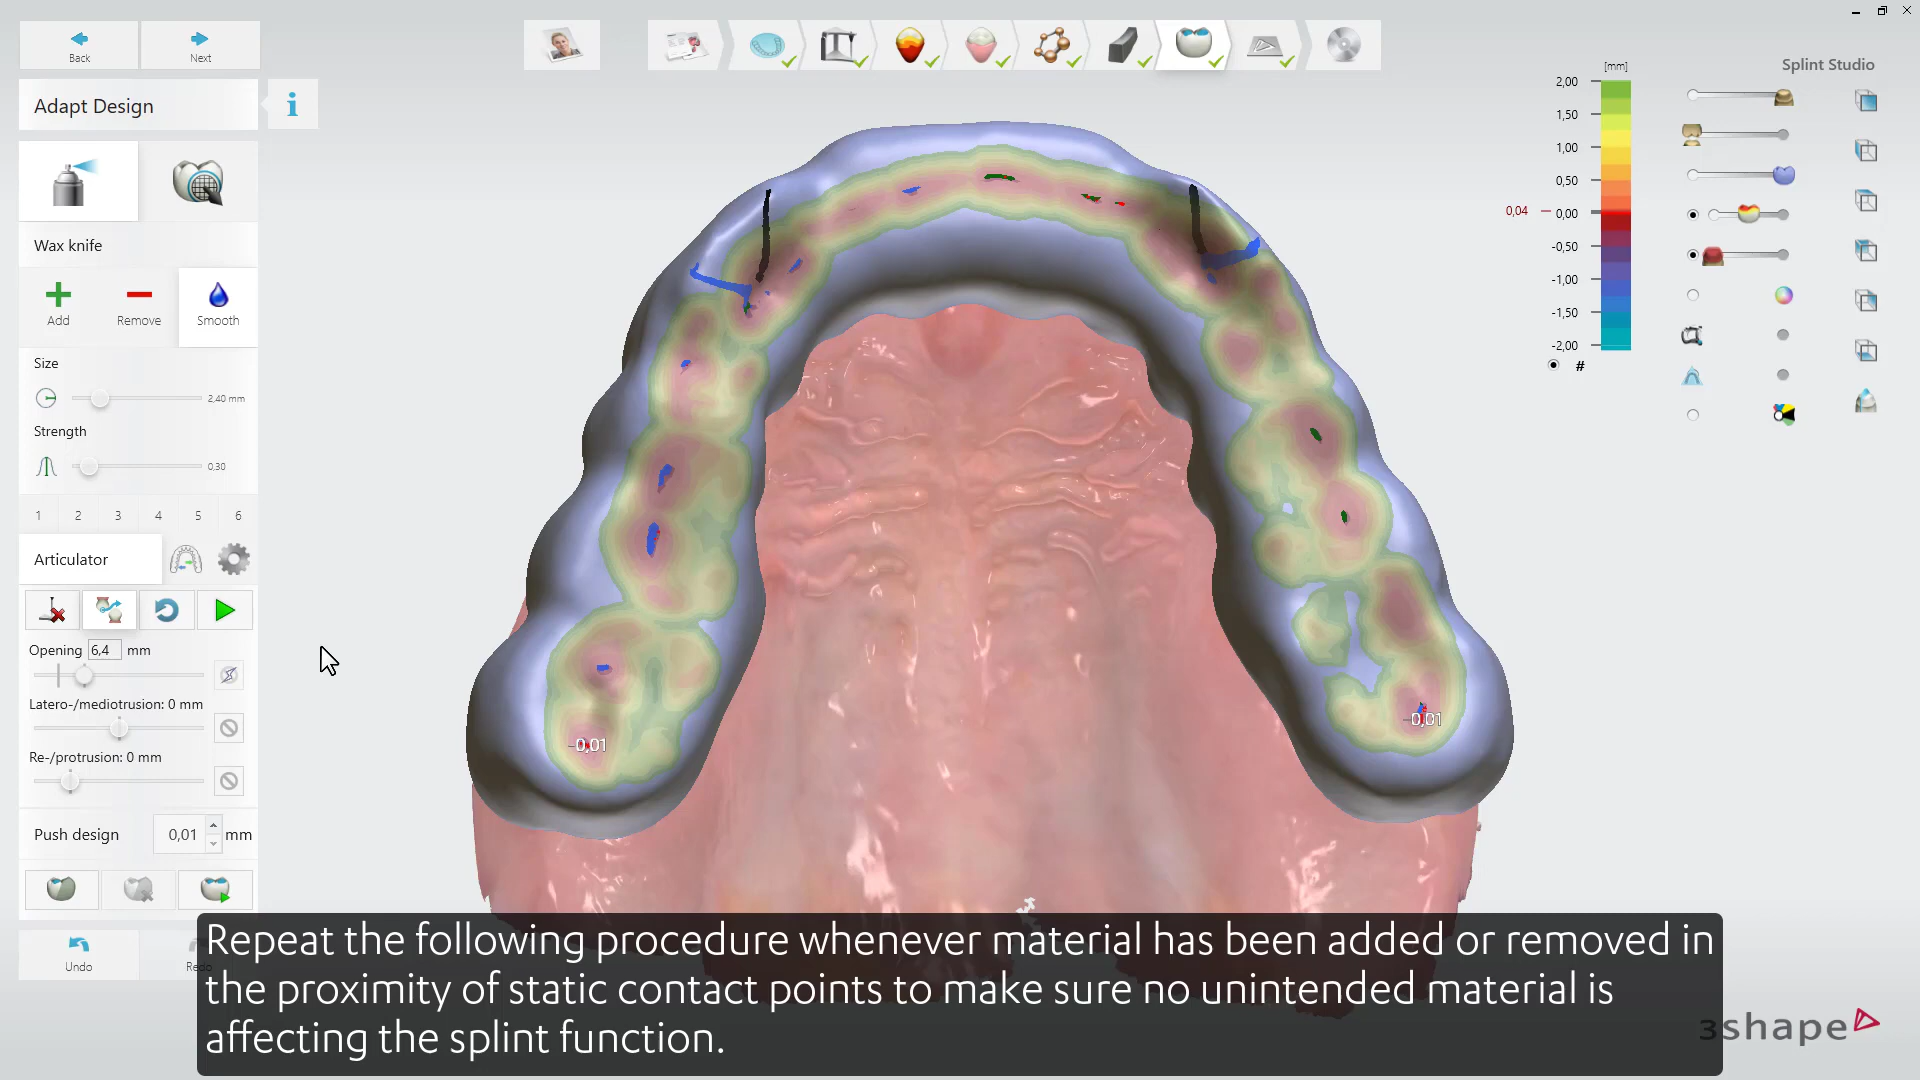 Back
Next
Splint Studio
Adapt Design
i
[mm]
2,00
1,50
1,00
0,50
0,04
0,00
-0,50
-1,00
-1,50
-2,00
#
Wax knife
Add
Remove
Smooth
Size
2,40 mm
Strength
0,30
1 2 3 4 5 6
Articulator
Opening 6,4 mm
Latero-/mediotrusion: 0 mm
Re-/protrusion: 0 mm
-0,01
-0,01
Push design 0,01 mm
Undo
Redo
Repeat the following procedure whenever material has been added or removed in
the proximity of static contact points to make sure no unintended material is
affecting the splint function.
3shape